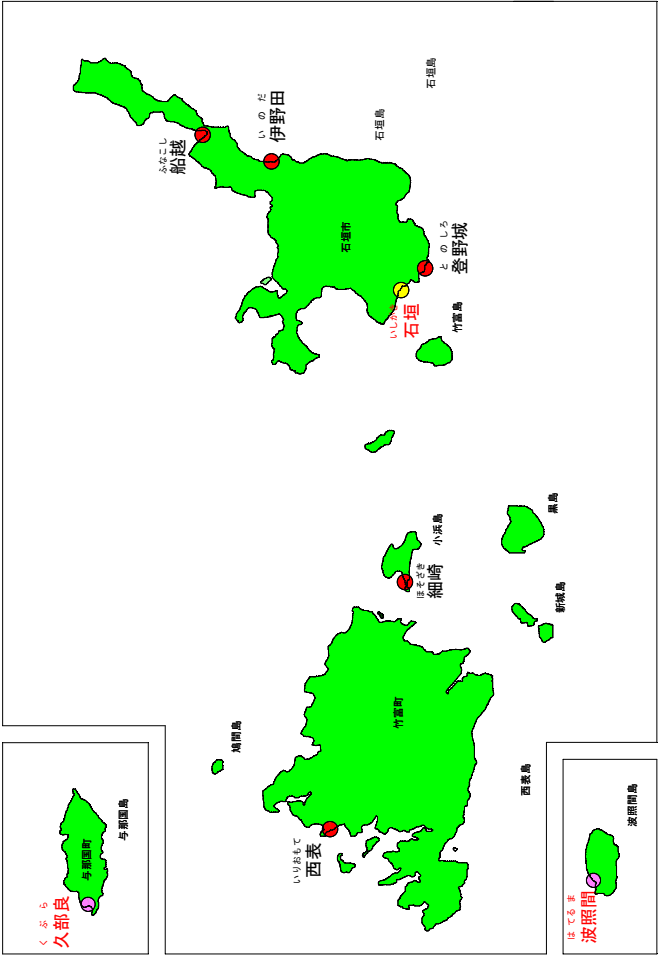 ふなこし
船越
いのだ
伊野田
石垣島
石垣島
石垣市
とのしろ
登野城
いしがき
石垣
竹富島
小浜島
ほそざき
細崎
黒島
新城島
鳩間島
竹富町
いりおもて
西表
西表島
与那国町
与那国島
くぶら
久部良
はてるま
波照間
波照間島